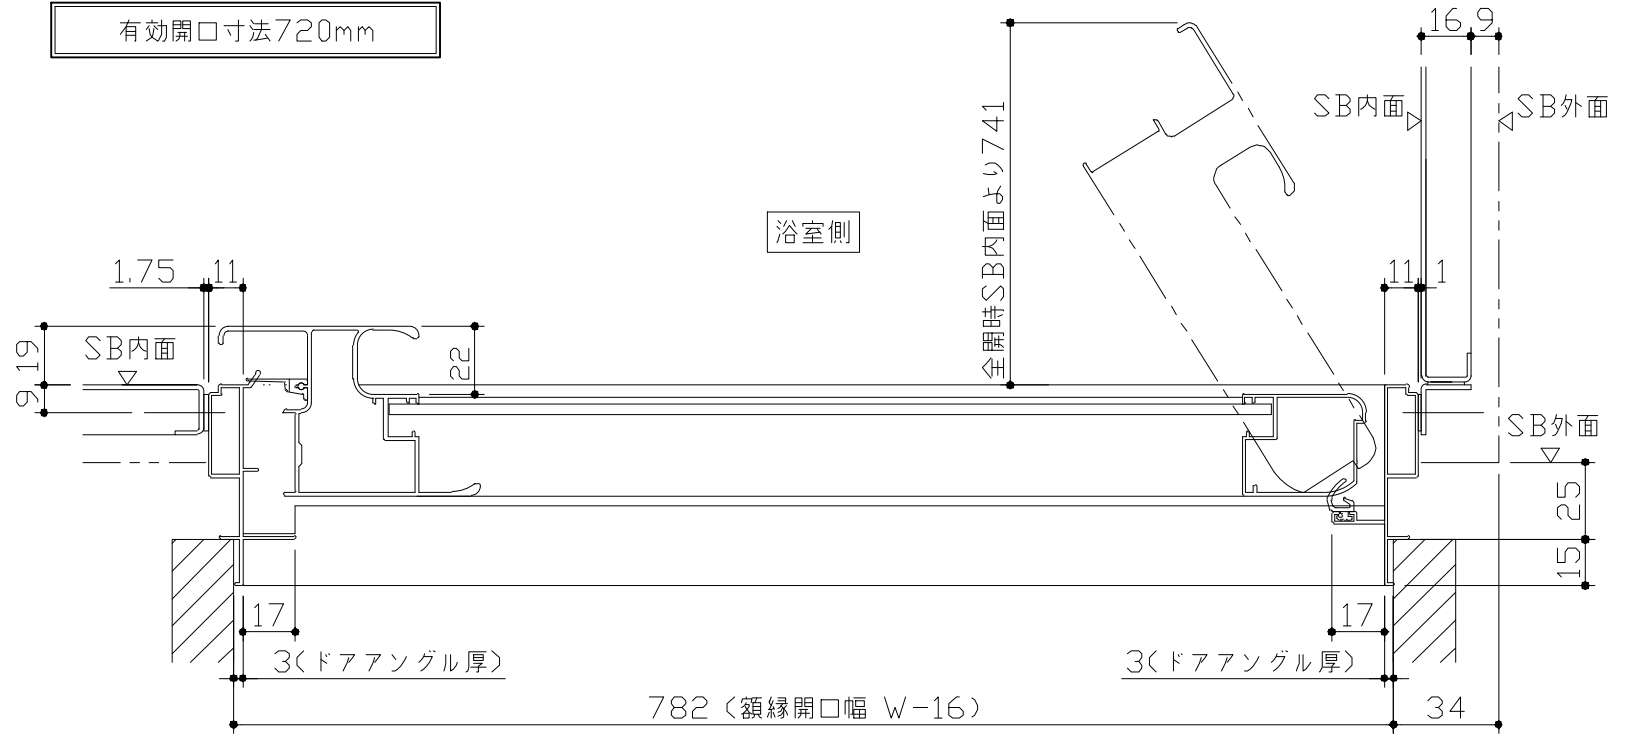 有効開口寸法720mm
16.9
SB内面
SB外面
全開時SB内面より741
浴室側
1.75
11
11
1
19
9
SB内面
22
SB外面
25
15
17
17
3(ドアアングル厚)
3(ドアアングル厚)
782 (額縁開口幅 W-16)
34